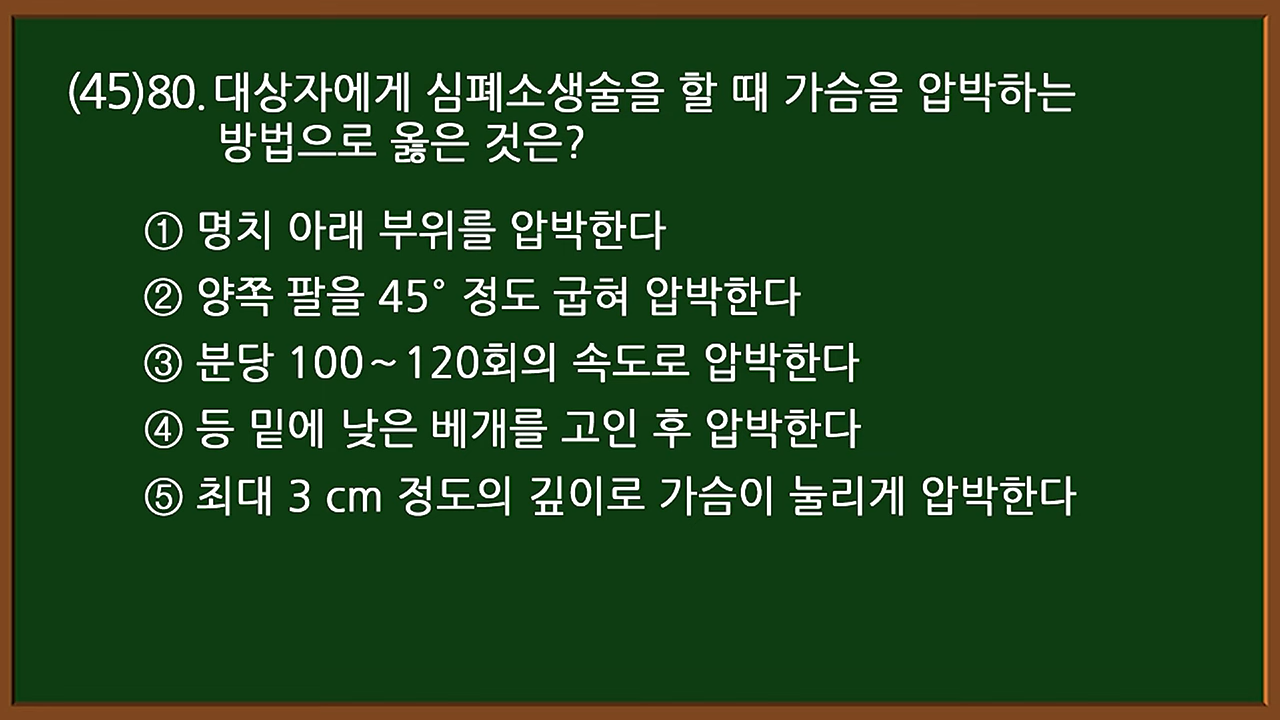 (45)80. 대상자에게 심폐소생술을 할 때 가슴을 압박하는
방법으로 옳은 것은?
① 명치 아래 부위를 압박한다
② 양쪽 팔을 45° 정도 굽혀 압박한다
③ 분당 100~120회의 속도로 압박한다
④ 등 밑에 낮은 베개를 고인 후 압박한다
⑤ 최대 3 cm 정도의 깊이로 가슴이 눌리게 압박한다